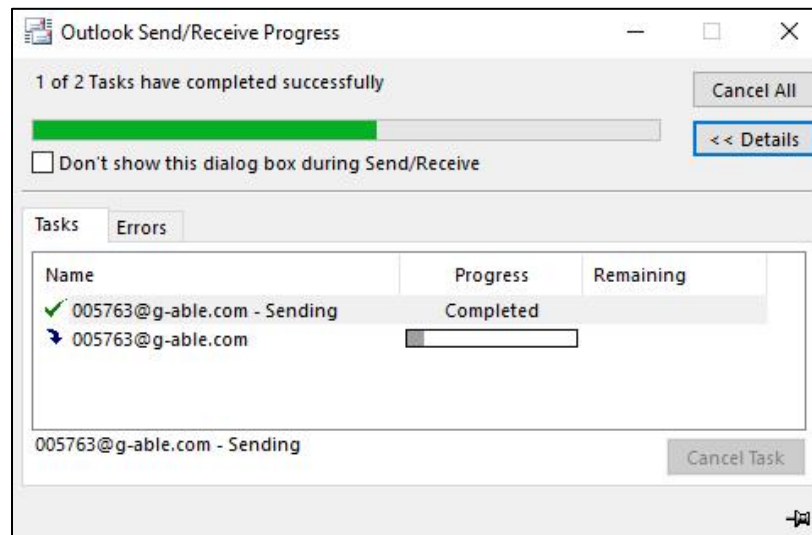 Outlook Send/Receive Progress
1 of 2 Tasks have completed successfully
Cancel All
<< Details
Don't show this dialog box during Send/Receive
Tasks Errors
Name Progress Remaining
005763@g-able.com - Sending Completed
005763@g-able.com
005763@g-able.com - Sending
Cancel Task